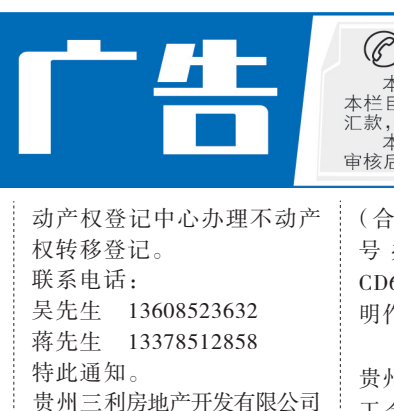 广告
本
本栏目
汇款,
本
审核后
动产权登记中心办理不动产
权转移登记。
联系电话:
吴先生 13608523632
蒋先生 13378512858
特此通知。
贵州三利房地产开发有限公司
(合
号
CD6
明作
贵州